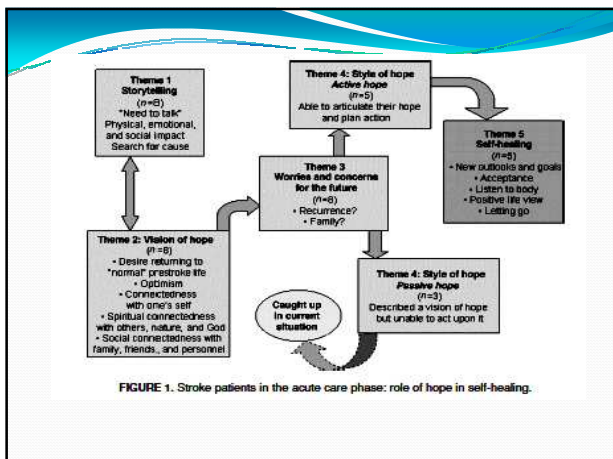 Theme 1
Storytelling
(n=8)
"Need to talk"
Physical, emotional,
and social impact
Search for cause
Theme 2: Vision of hope
(n=8)
• Desire returning to
"normal" prestroke life
• Optimism
• Connectedness
with one's self
• Spiritual connectedness
with others, nature, and God
• Social connectedness with
family, friends, and personnel
Theme 3
Worries and concerns
for the future
(n=8)
• Recurrence?
• Family?
Theme 4: Style of hope
Active hope
(n=5)
Able to articulate their hope
and plan action
Theme 5
Self-healing
(n=5)
• New outlooks and goals
• Acceptance
• Listen to body
• Positive life view
• Letting go
Theme 4: Style of hope
Passive hope
(n=3)
Described a vision of hope
but unable to act upon it
Caught up
in current
situation
FIGURE 1. Stroke patients in the acute care phase: role of hope in self-healing.